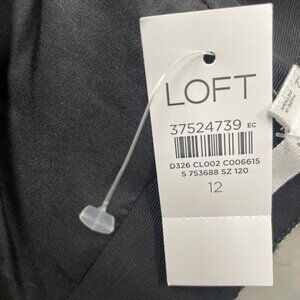 LOFT
37524739 EC
D326 CL002 C006615
S 753688 SZ 120
12